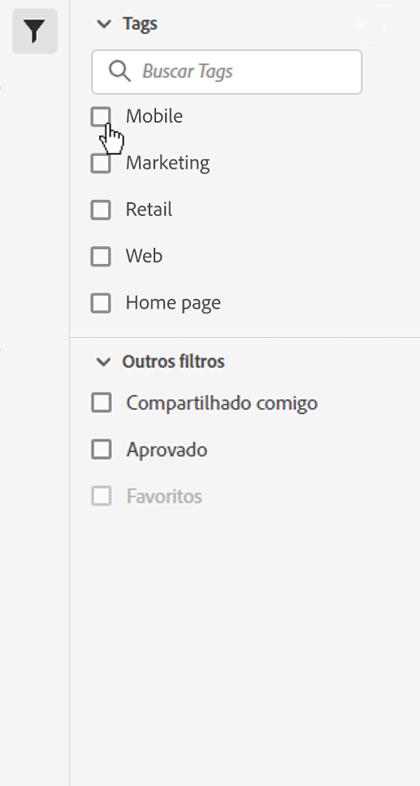 Tags
Buscar Tags
Mobile
Marketing
Retail
Web
Home page
Outros filtros
Compartilhado comigo
Aprovado
Favoritos